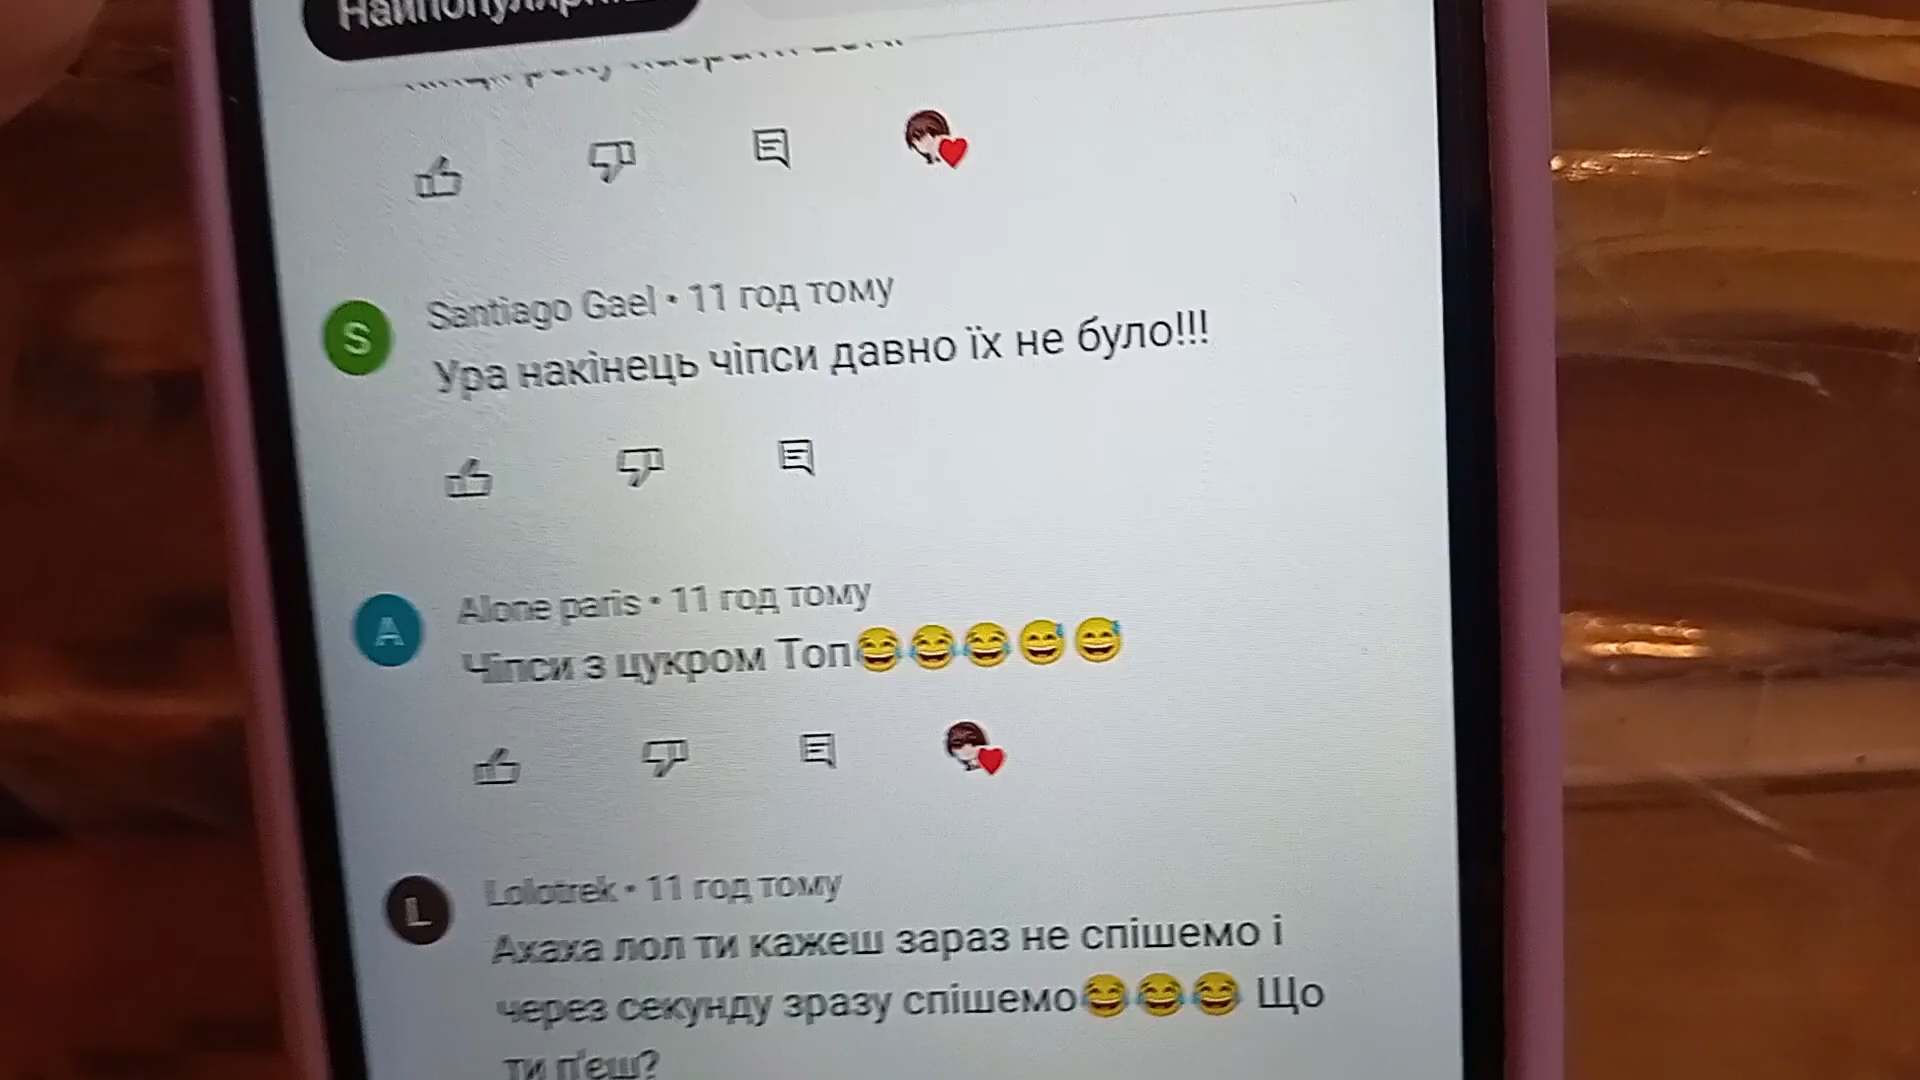 Найпопулярні
S
Santiago Gael • 11 год тому
Ура накінець чіпси давно їх не було!!!
A
Alone paris • 11 год тому
Чіпси з цукром Топ😂😂😂😅😅
L
Lolotrek • 11 год тому
Ахаха лол ти кажеш зараз не спішемо і
через секунду зразу спішемо😂😂😂 Що
ти п'єш?